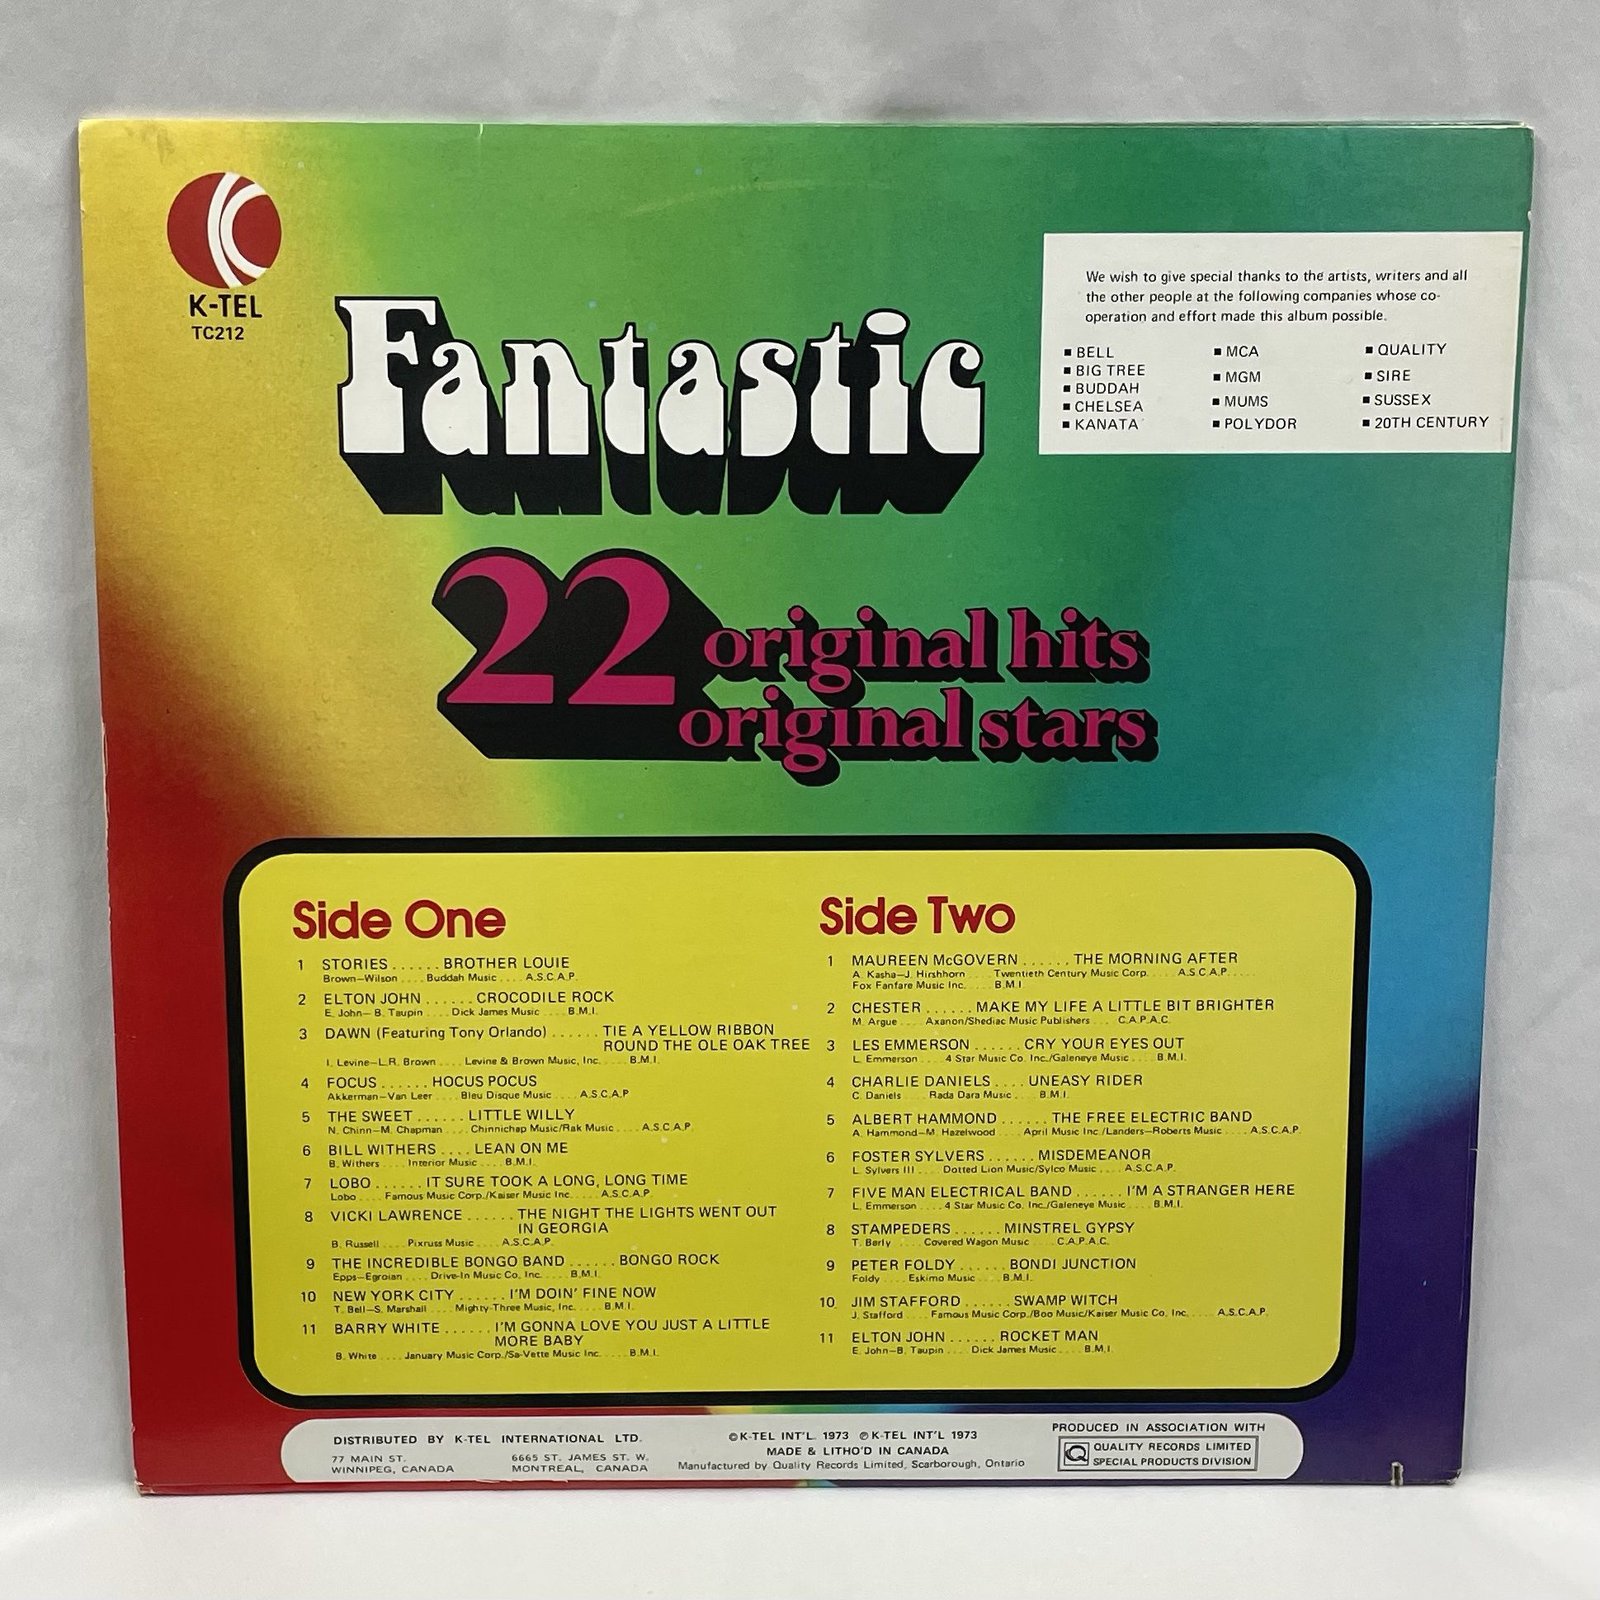 K-TEL
TC212
Fantastic
22 original hits
original stars
We wish to give special thanks to the artists, writers and all
the other people at the following companies whose co-
operation and effort made this album possible.
■ BELL
■ BIG TREE
■ BUDDAH
■ CHELSEA
■ KANATA
■ MCA
■ MGM
■ MUMS
■ POLYDOR
■ QUALITY
■ SIRE
■ SUSSEX
■ 20TH CENTURY
Side One
1 STORIES ...... BROTHER LOUIE
Brown–Wilson .... Buddah Music .... A.S.C.A.P.
2 ELTON JOHN ...... CROCODILE ROCK
E. John– B. Taupin .... Dick James Music .... B.M.I.
3 DAWN (Featuring Tony Orlando) ...... TIE A YELLOW RIBBON
ROUND THE OLE OAK TREE
I. Levine–L.R. Brown .... Levine & Brown Music, Inc. .... B.M.I.
4 FOCUS ...... HOCUS POCUS
Akkerman–Van Leer .... Bleu Disque Music .... A.S.C.A.P
5 THE SWEET ...... LITTLE WILLY
N. Chinn–M. Chapman .... Chinnichap Music/Rak Music .... A.S.C.A.P.
6 BILL WITHERS .... LEAN ON ME
B. Withers .... Interior Music .... B.M.I.
7 LOBO ...... IT SURE TOOK A LONG, LONG TIME
Lobo .... Famous Music Corp./Kaiser Music Inc. .... A.S.C.A.P.
8 VICKI LAWRENCE ...... THE NIGHT THE LIGHTS WENT OUT
IN GEORGIA
B. Russell .... Pixruss Music .... A.S.C.A.P.
9 THE INCREDIBLE BONGO BAND ...... BONGO ROCK
Epps–Egroian .... Drive-In Music Co. Inc. .... B.M.I.
10 NEW YORK CITY ...... I'M DOIN' FINE NOW
T. Bell–S. Marshall .... Mighty-Three Music, Inc. .... B.M.I.
11 BARRY WHITE ...... I'M GONNA LOVE YOU JUST A LITTLE
MORE BABY
B. White .... January Music Corp./Sa-Vette Music Inc. .... B.M.I.
Side Two
1 MAUREEN McGOVERN ...... THE MORNING AFTER
A. Kasha–J. Hirshhorn .... Twentieth Century Music Corp. .... A.S.C.A.P. ....
Fox Fanfare Music Inc. .... B.M.I.
2 CHESTER ...... MAKE MY LIFE A LITTLE BIT BRIGHTER
M. Argue .... Axanon/Shediac Music Publishers .... C.A.P.A.C.
3 LES EMMERSON ...... CRY YOUR EYES OUT
L. Emmerson .... 4 Star Music Co. Inc./Galeneye Music .... B.M.I.
4 CHARLIE DANIELS .... UNEASY RIDER
C. Daniels .... Rada Dara Music .... B.M.I.
5 ALBERT HAMMOND ...... THE FREE ELECTRIC BAND
A. Hammond–M. Hazelwood .... April Music Inc./Landers–Roberts Music .... A.S.C.A.P.
6 FOSTER SYLVERS ...... MISDEMEANOR
L. Sylvers III .... Dotted Lion Music/Sylco Music .... A.S.C.A.P.
7 FIVE MAN ELECTRICAL BAND ...... I'M A STRANGER HERE
L. Emmerson .... 4 Star Music Co. Inc./Galeneye Music .... B.M.I.
8 STAMPEDERS ...... MINSTREL GYPSY
T. Berly .... Covered Wagon Music .... C.A.P.A.C.
9 PETER FOLDY ...... BONDI JUNCTION
Foldy .... Eskimo Music .... B.M.I.
10 JIM STAFFORD ...... SWAMP WITCH
J. Stafford .... Famous Music Corp./Boo Music/Kaiser Music Co. Inc. .... A.S.C.A.P.
11 ELTON JOHN ...... ROCKET MAN
E. John–B. Taupin .... Dick James Music .... B.M.I.
DISTRIBUTED BY K-TEL INTERNATIONAL LTD.
77 MAIN ST.
WINNIPEG, CANADA
6665 ST. JAMES ST. W.
MONTREAL, CANADA
©K-TEL INT'L. 1973 ℗K-TEL INT'L 1973
MADE & LITHO'D IN CANADA
Manufactured by Quality Records Limited, Scarborough, Ontario
PRODUCED IN ASSOCIATION WITH
Q QUALITY RECORDS LIMITED
SPECIAL PRODUCTS DIVISION